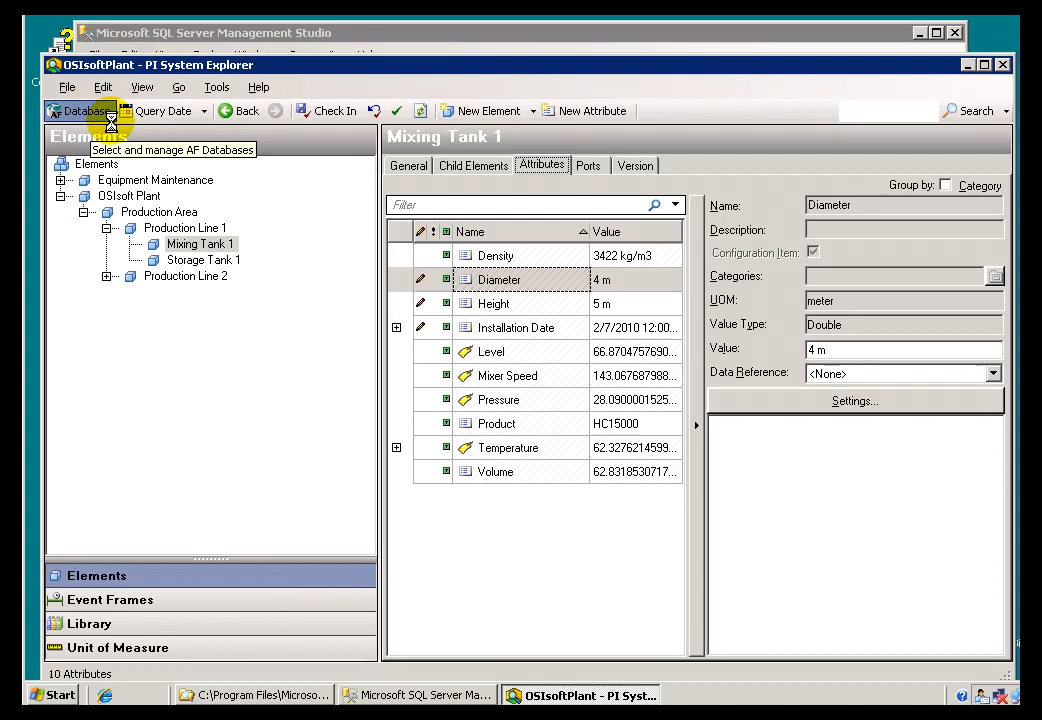 Microsoft SQL Server Management Studio
OSIsoftPlant - PI System Explorer
File Edit View Go Tools Help
Database Query Date Back Check In New Element New Attribute Search
Elements
Select and manage AF Databases
Elements
Equipment Maintenance
OSIsoft Plant
Production Area
Production Line 1
Mixing Tank 1
Storage Tank 1
Production Line 2
Elements
Event Frames
Library
Unit of Measure
Mixing Tank 1
General Child Elements Attributes Ports Version
Group by: Category
Filter
Name Value
Density 3422 kg/m3
Diameter 4 m
Height 5 m
Installation Date 2/7/2010 12:00...
Level 66.8704757690...
Mixer Speed 143.067687988...
Pressure 28.0900001525...
Product HC15000
Temperature 62.3276214599...
Volume 62.8318530717...
Name: Diameter
Description:
Configuration Item:
Categories:
UOM: meter
Value Type: Double
Value: 4 m
Data Reference: <None>
Settings...
10 Attributes
Start C:\Program Files\Microso... Microsoft SQL Server Ma... OSIsoftPlant - PI Syst...